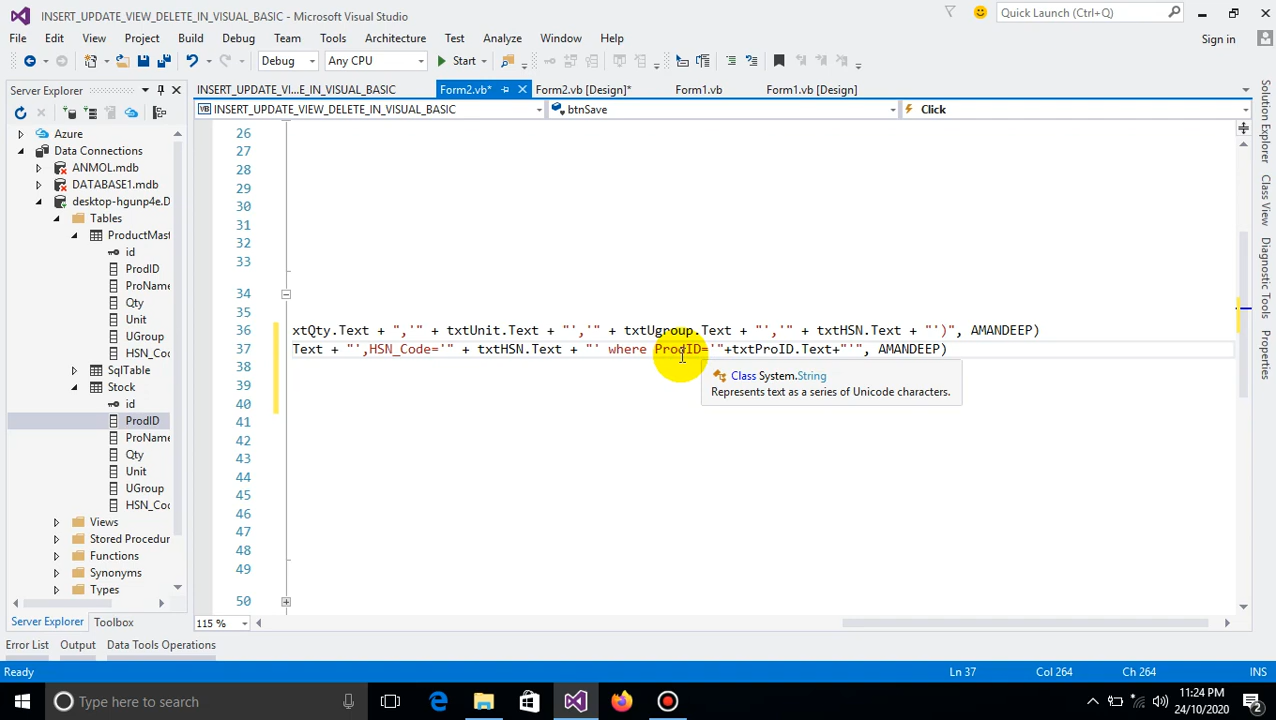 INSERT_UPDATE_VIEW_DELETE_IN_VISUAL_BASIC - Microsoft Visual Studio
Quick Launch (Ctrl+Q)
File Edit View Project Build Debug Team Tools Architecture Test Analyze Window Help
Sign in
Debug Any CPU Start
Server Explorer
INSERT_UPDATE_VI...E_IN_VISUAL_BASIC Form2.vb* Form2.vb [Design]* Form1.vb Form1.vb [Design]
INSERT_UPDATE_VIEW_DELETE_IN_VISUAL_BASIC btnSave Click
Azure
Data Connections
ANMOL.mdb
DATABASE1.mdb
desktop-hgunp4e.D
Tables
ProductMast
id
ProdID
ProName
Qty
Unit
UGroup
HSN_Co
SqlTable
Stock
id
ProdID
ProName
Qty
Unit
UGroup
HSN_Cod
Views
Stored Procedur
Functions
Synonyms
Types
Server Explorer Toolbox
26
27
28
29
30
31
32
33
34
35
36 xtQty.Text + ",'" + txtUnit.Text + "','" + txtUgroup.Text + "','" + txtHSN.Text + "')", AMANDEEP)
37 Text + "',HSN_Code='" + txtHSN.Text + "' where ProdID='"+txtProID.Text+"'", AMANDEEP)
38
39
40
41
42
43
44
45
46
47
48
49
50
Class System.String
Represents text as a series of Unicode characters.
Solution Explorer
Class View
Diagnostic Tools
Properties
115 %
Error List Output Data Tools Operations
Ready Ln 37 Col 264 Ch 264 INS
Type here to search
11:24 PM
24/10/2020
2